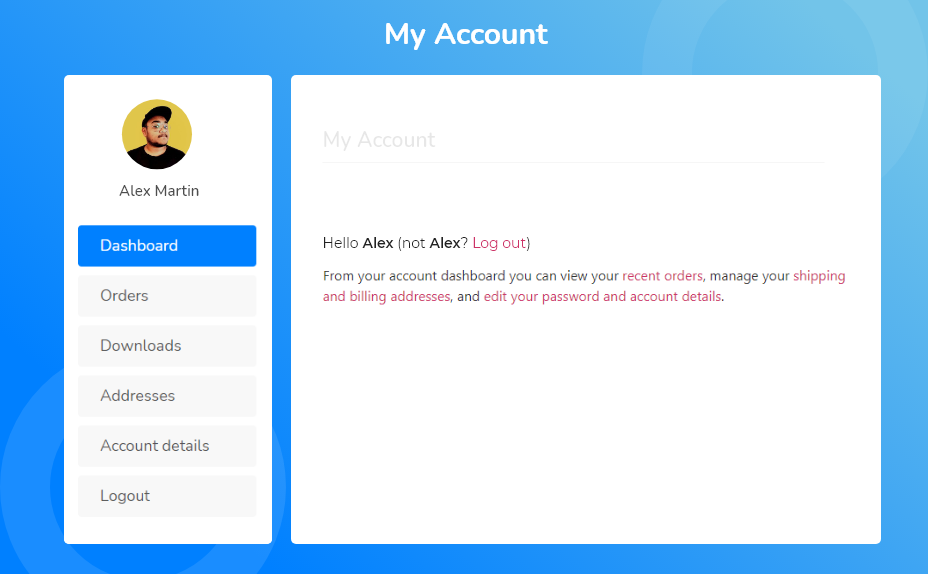 My Account
Alex Martin
Dashboard
Orders
Downloads
Addresses
Account details
Logout
My Account
Hello Alex (not Alex? Log out)
From your account dashboard you can view your recent orders, manage your shipping
and billing addresses, and edit your password and account details.